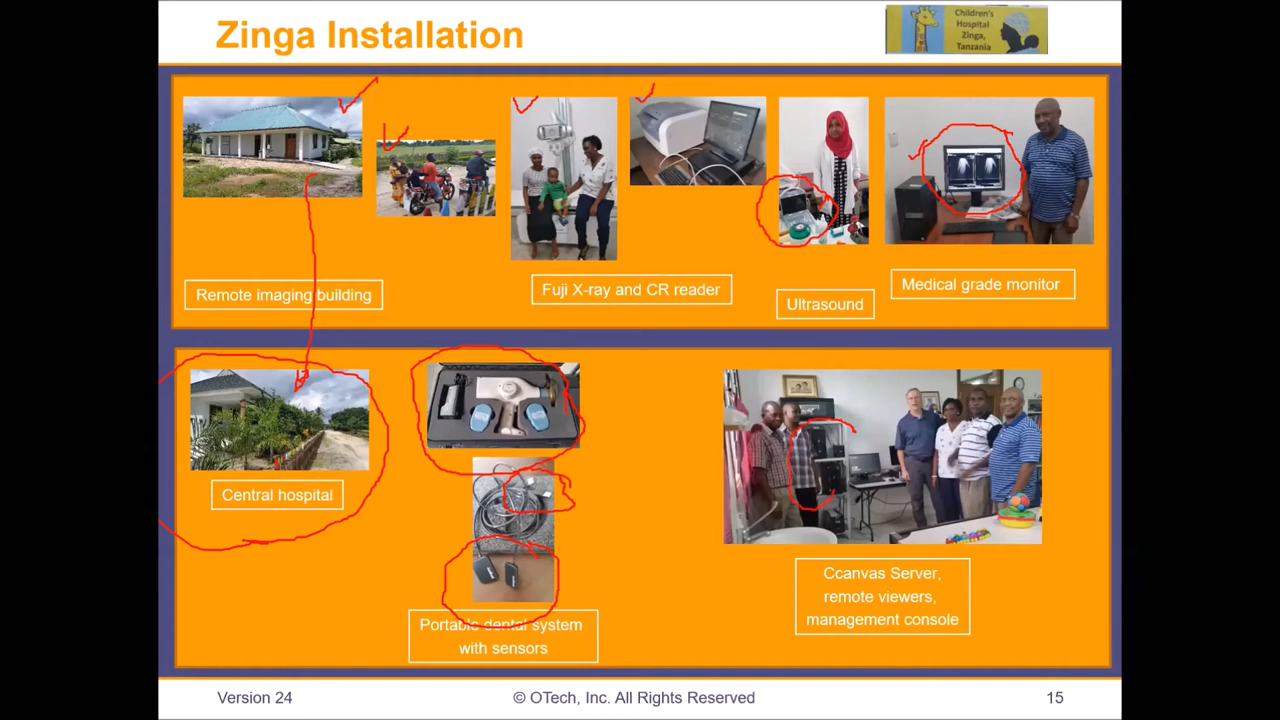 Zinga Installation
Children's
Hospital
Zinga,
Tanzania
Remote imaging building
Fuji X-ray and CR reader
Ultrasound
Medical grade monitor
Central hospital
Portable dental system
with sensors
Ccanvas Server,
remote viewers,
management console
Version 24
© OTech, Inc. All Rights Reserved
15